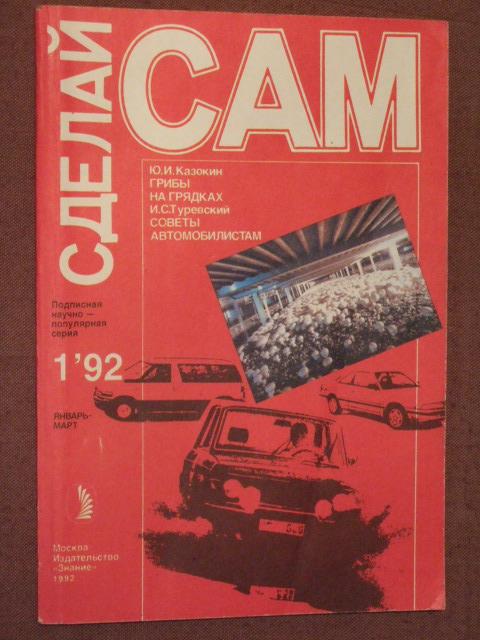 СДЕЛАЙ
САМ
Ю.И.Казокин
ГРИБЫ
НА ГРЯДКАХ
И.С.Туревский
СОВЕТЫ
АВТОМОБИЛИСТАМ
Подписная
научно —
популярная
серия
1'92
ЯНВАРЬ-
МАРТ
Москва
Издательство
«Знание»
1992